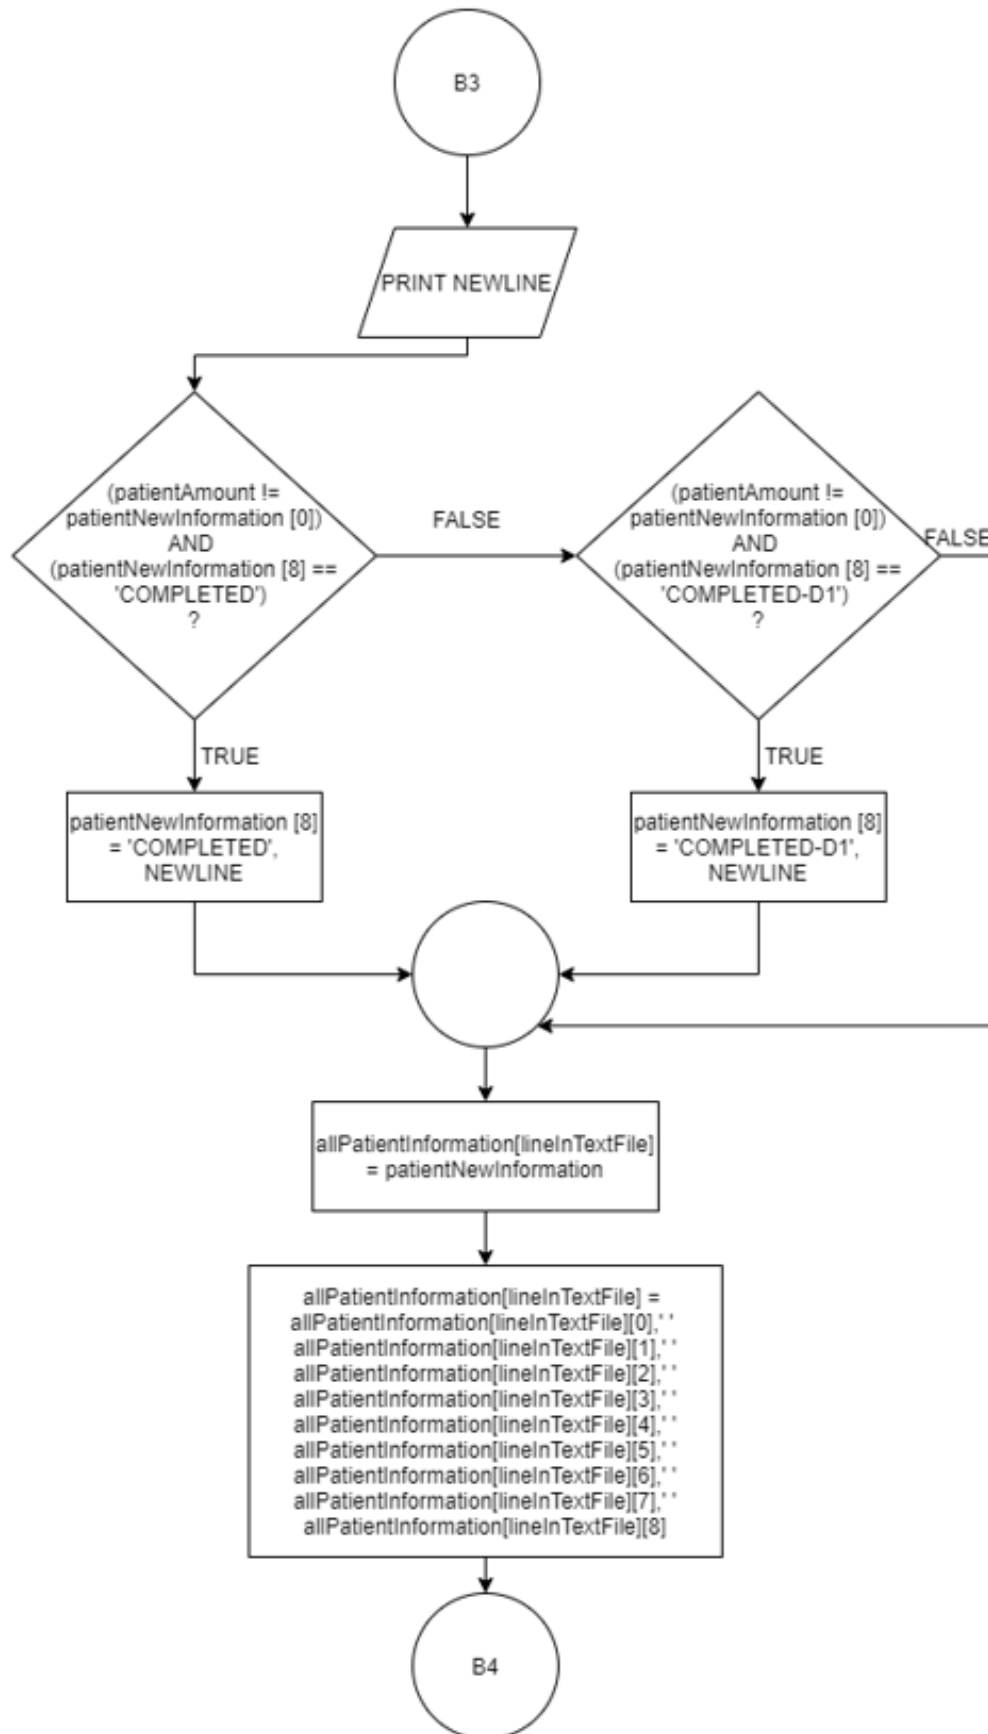 B3
PRINT NEWLINE
(patientAmount !=
patientNewInformation [0])
AND
(patientNewInformation [8] ==
'COMPLETED')
?
FALSE
(patientAmount !=
patientNewInformation [0])
AND
(patientNewInformation [8] ==
'COMPLETED-D1')
?
FALSE
TRUE
TRUE
patientNewInformation [8]
= 'COMPLETED',
NEWLINE
patientNewInformation [8]
= 'COMPLETED-D1',
NEWLINE
allPatientInformation[lineInTextFile]
= patientNewInformation
allPatientInformation[lineInTextFile] =
allPatientInformation[lineInTextFile][0],' '
allPatientInformation[lineInTextFile][1],' '
allPatientInformation[lineInTextFile][2],' '
allPatientInformation[lineInTextFile][3],' '
allPatientInformation[lineInTextFile][4],' '
allPatientInformation[lineInTextFile][5],' '
allPatientInformation[lineInTextFile][6],' '
allPatientInformation[lineInTextFile][7],' '
allPatientInformation[lineInTextFile][8]
B4